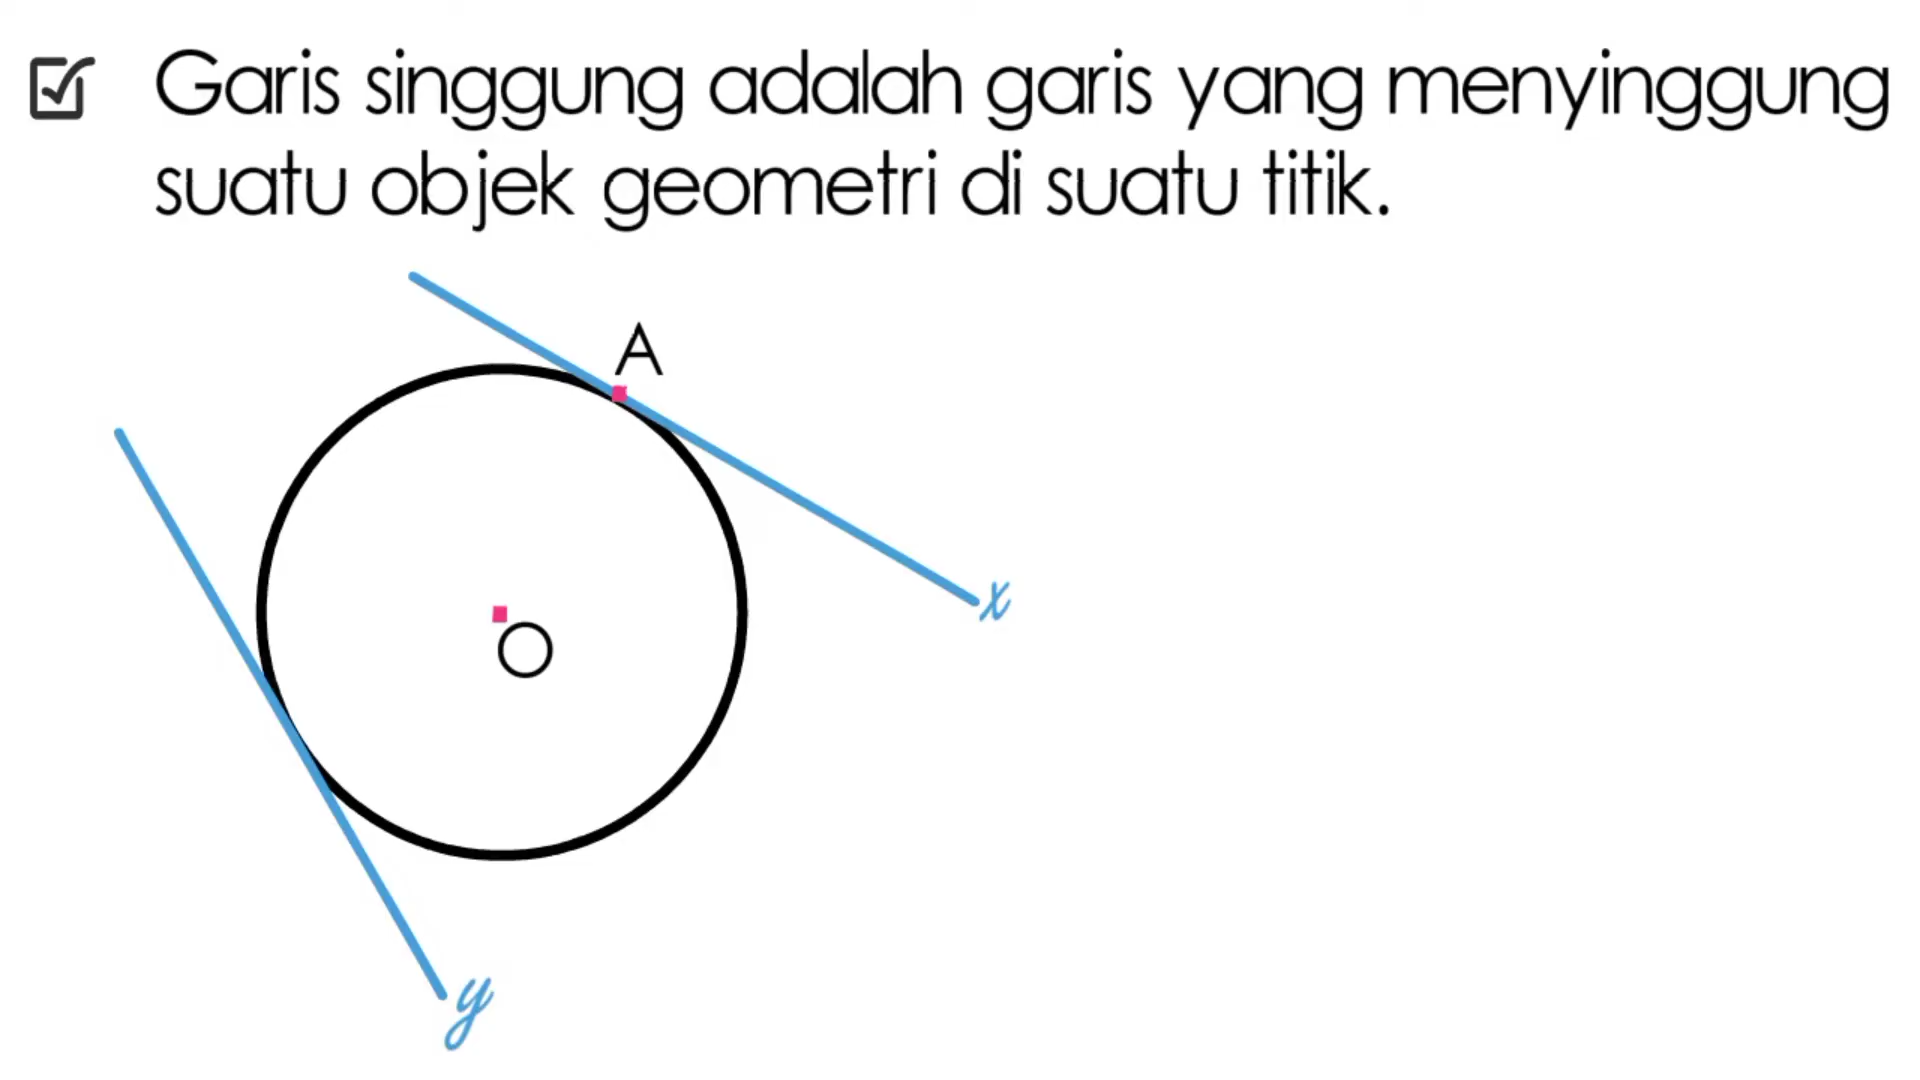 Garis singgung adalah garis yang menyinggung
suatu objek geometri di suatu titik.
A
x
O
y